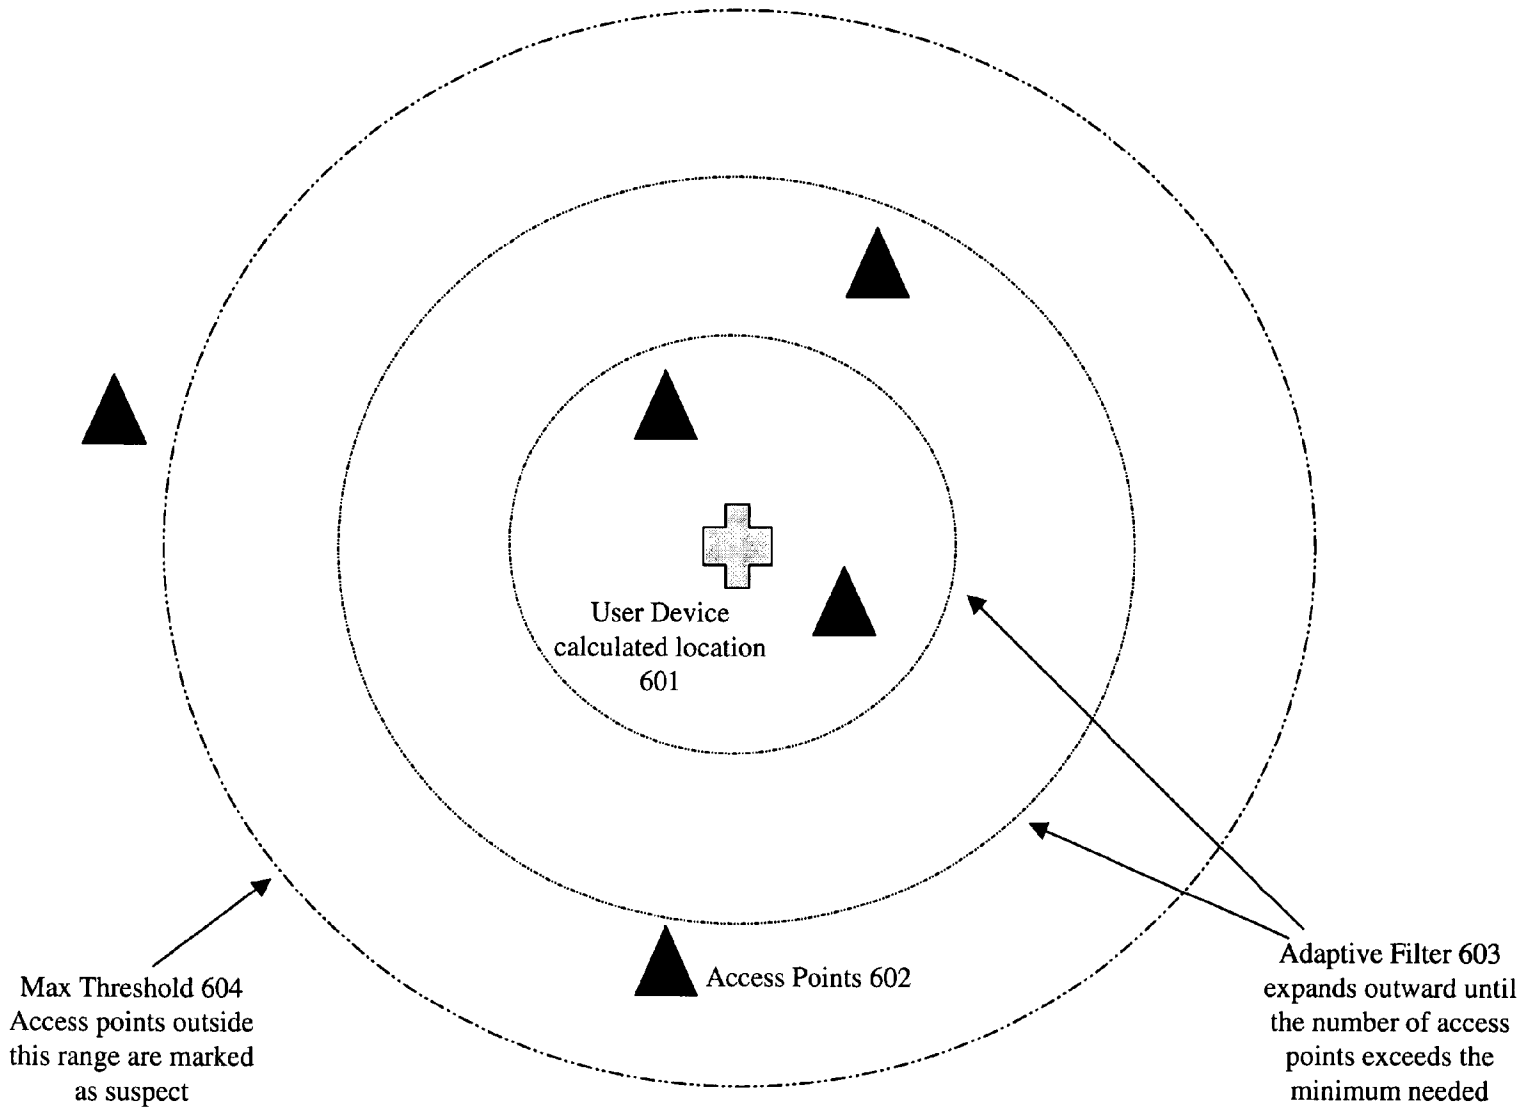 User Device
calculated location
601
Access Points 602
Max Threshold 604
Access points outside
this range are marked
as suspect
Adaptive Filter 603
expands outward until
the number of access
points exceeds the
minimum needed